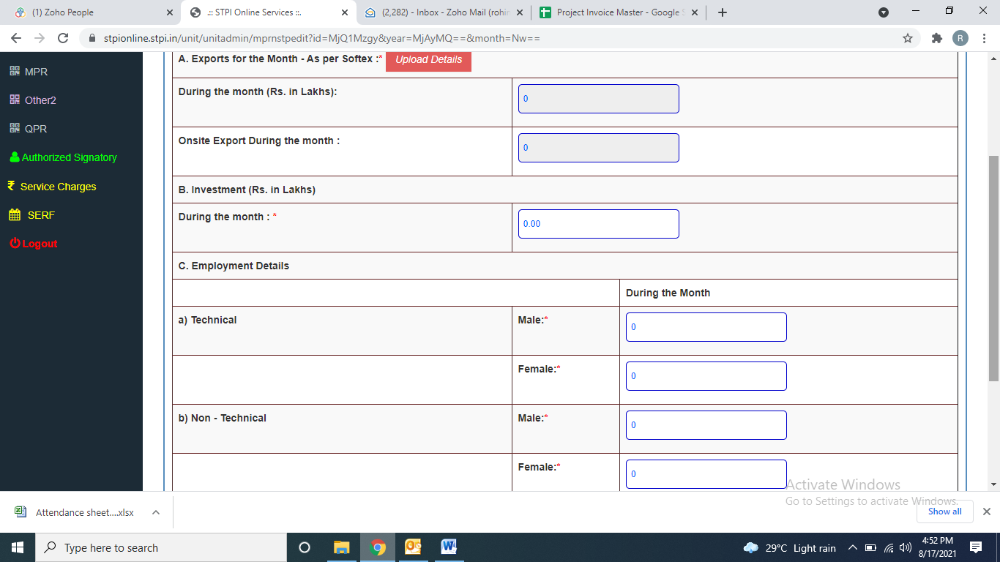 (1) Zoho People
.:: STPI Online Services ::.
(2,282) - Inbox - Zoho Mail (rohin
Project Invoice Master - Google S
stpionline.stpi.in/unit/unitadmin/mprnstpedit?id=MjQ1Mzgy&year=MjAyMQ==&month=Nw==
R
MPR
Other2
QPR
Authorized Signatory
₹ Service Charges
SERF
Logout
A. Exports for the Month - As per Softex :* Upload Details
During the month (Rs. in Lakhs): 0
Onsite Export During the month : 0
B. Investment (Rs. in Lakhs)
During the month : * 0.00
C. Employment Details
During the Month
a) Technical Male:* 0
Female:* 0
b) Non - Technical Male:* 0
Female:* 0
Activate Windows
Go to Settings to activate Windows.
Attendance sheet....xlsx
Show all
Type here to search
29°C Light rain
4:52 PM
8/17/2021